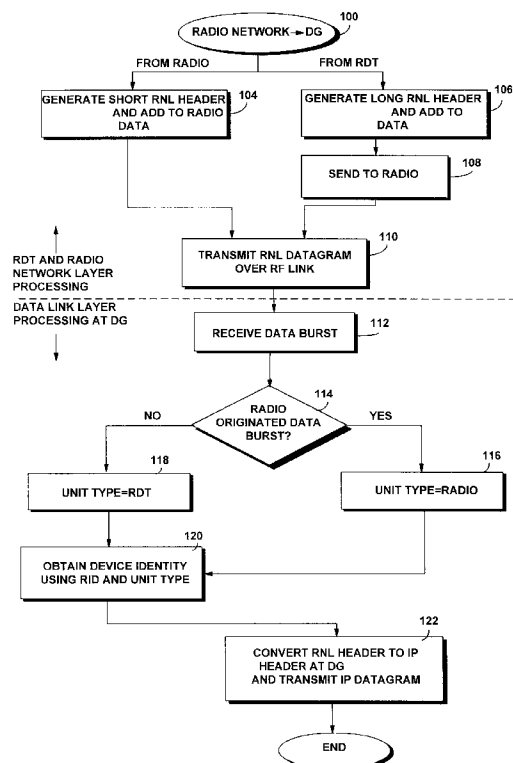 RADIO NETWORK→DG
100
FROM RADIO
FROM RDT
GENERATE SHORT RNL HEADER
AND ADD TO RADIO
DATA
104
GENERATE LONG RNL HEADER
AND ADD TO
DATA
106
SEND TO RADIO
108
TRANSMIT RNL DATAGRAM
OVER RF LINK
110
RDT AND RADIO
NETWORK LAYER
PROCESSING
DATA LINK LAYER
PROCESSING AT DG
RECEIVE DATA BURST
112
RADIO
ORIGINATED DATA
BURST?
114
NO
YES
118
UNIT TYPE=RDT
116
UNIT TYPE=RADIO
120
OBTAIN DEVICE IDENTITY
USING RID AND UNIT TYPE
122
CONVERT RNL HEADER TO IP
HEADER AT DG
AND TRANSMIT IP DATAGRAM
END